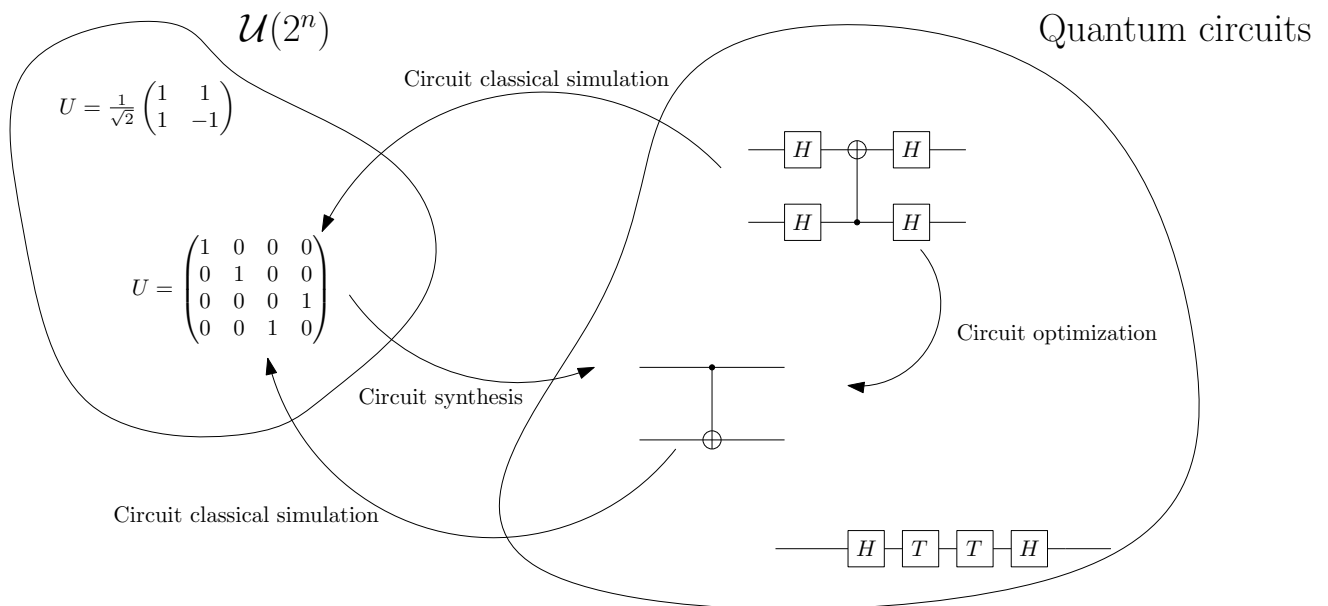 𝒰(2ⁿ)
Quantum circuits
Circuit classical simulation
U = 1/√2 (1 1
1 −1)
H H
H H
U = (1 0 0 0
0 1 0 0
0 0 0 1
0 0 1 0)
Circuit optimization
Circuit synthesis
Circuit classical simulation
H T T H